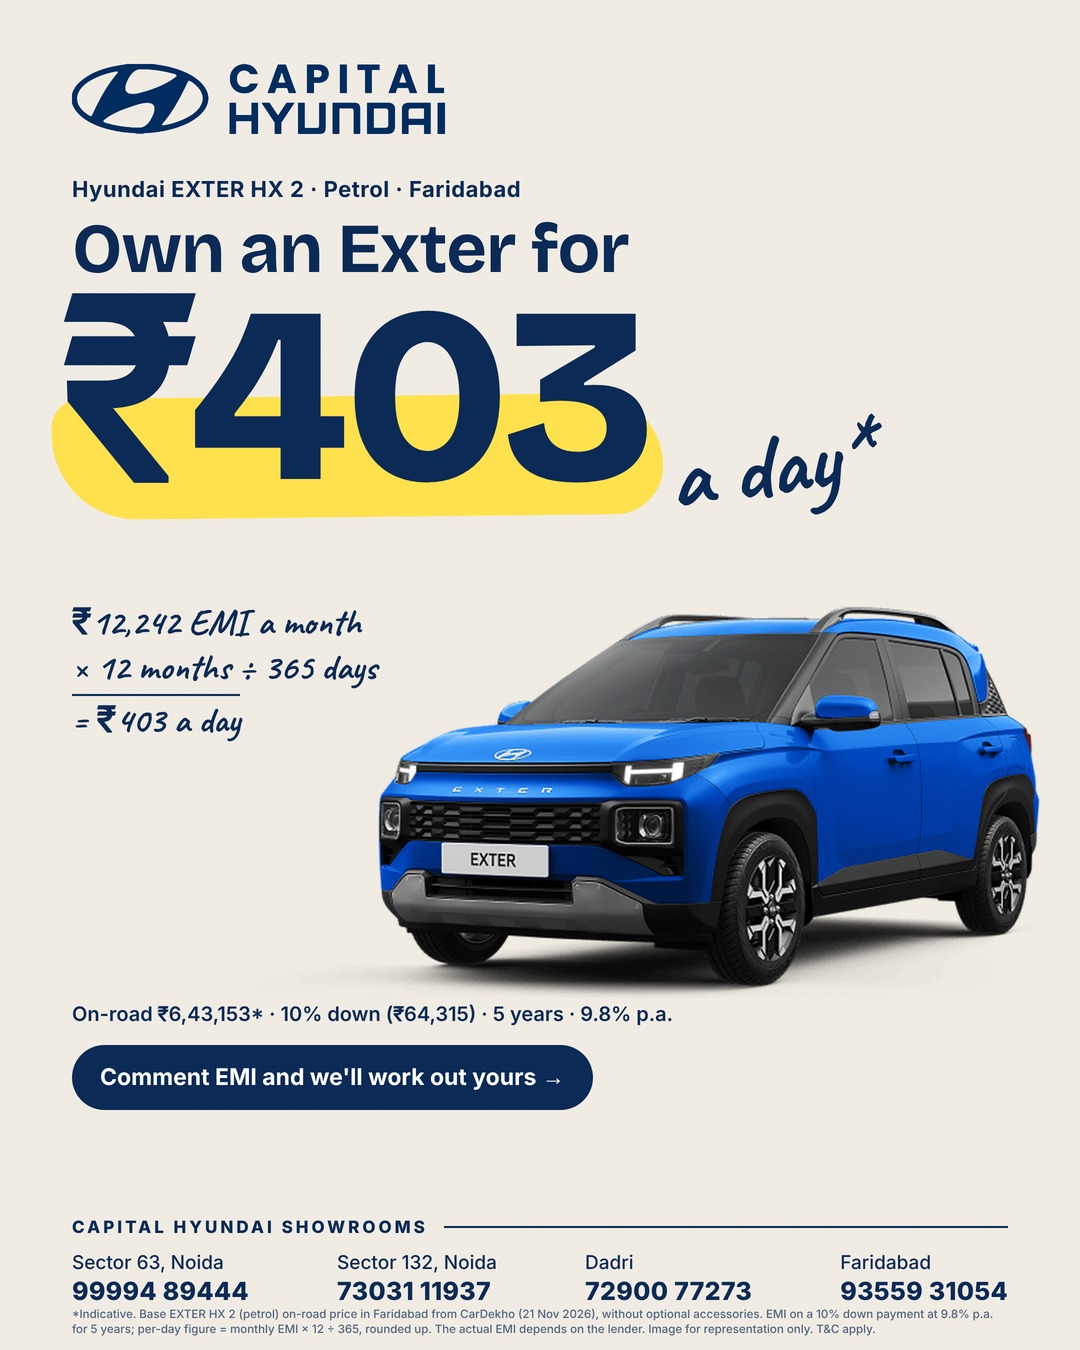 CAPITAL
HYUNDAI
Hyundai EXTER HX 2 · Petrol · Faridabad
Own an Exter for
₹403
a day*
₹12,242 EMI a month
× 12 months ÷ 365 days
= ₹403 a day
EXTER
EXTER
On-road ₹6,43,153* · 10% down (₹64,315) · 5 years · 9.8% p.a.
Comment EMI and we'll work out yours →
CAPITAL HYUNDAI SHOWROOMS
Sector 63, Noida
99994 89444
Sector 132, Noida
73031 11937
Dadri
72900 77273
Faridabad
93559 31054
*Indicative. Base EXTER HX 2 (petrol) on-road price in Faridabad from CarDekho (21 Nov 2026), without optional accessories. EMI on a 10% down payment at 9.8% p.a.
for 5 years; per-day figure = monthly EMI × 12 ÷ 365, rounded up. The actual EMI depends on the lender. Image for representation only. T&C apply.